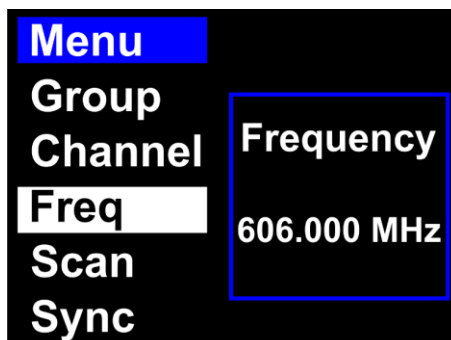 Menu
Group
Channel
Freq
Scan
Sync
Frequency
606.000 MHz